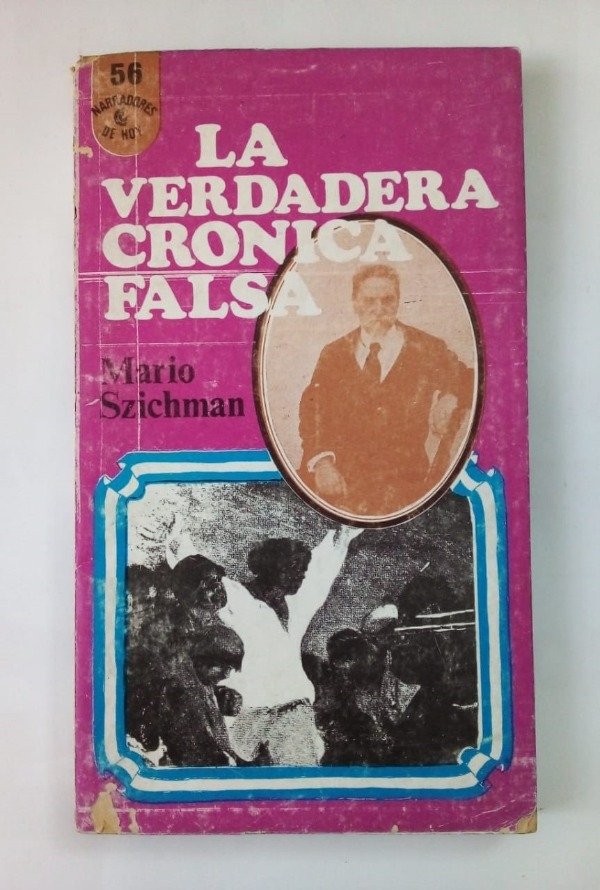 56
NARRADORES
DE HOY
LA
VERDADERA
CRONICA
FALSA
Mario
Szichman